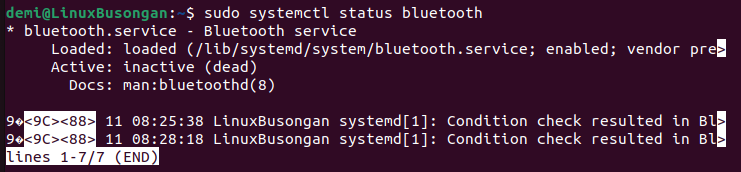 demi@LinuxBusongan:~$ sudo systemctl status bluetooth
* bluetooth.service - Bluetooth service
     Loaded: loaded (/lib/systemd/system/bluetooth.service; enabled; vendor pre>
     Active: inactive (dead)
       Docs: man:bluetoothd(8)

9�<9C><88> 11 08:25:38 LinuxBusongan systemd[1]: Condition check resulted in Bl>
9�<9C><88> 11 08:28:18 LinuxBusongan systemd[1]: Condition check resulted in Bl>
lines 1-7/7 (END)